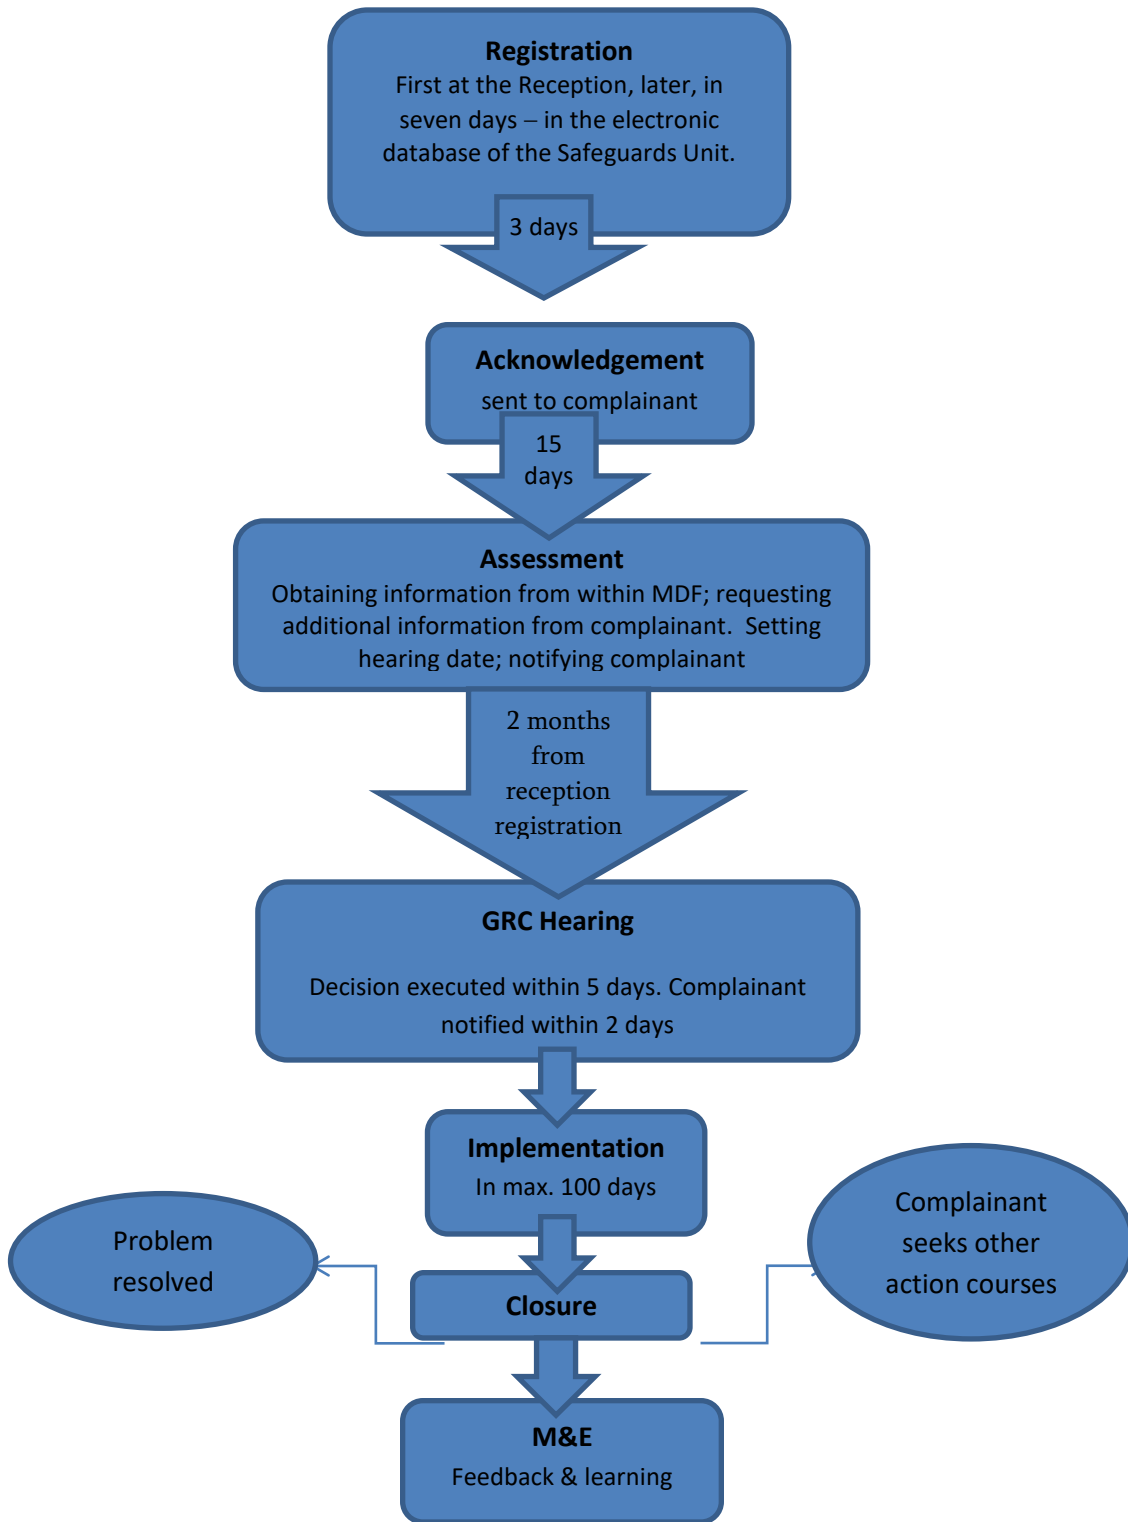 Registration
First at the Reception, later, in
seven days – in the electronic
database of the Safeguards Unit.
3 days
Acknowledgement
sent to complainant
15
days
Assessment
Obtaining information from within MDF; requesting
additional information from complainant.  Setting
hearing date; notifying complainant
2 months
from
reception
registration
GRC Hearing
Decision executed within 5 days. Complainant
notified within 2 days
Implementation
In max. 100 days
Problem
resolved
Complainant
seeks other
action courses
Closure
M&E
Feedback & learning